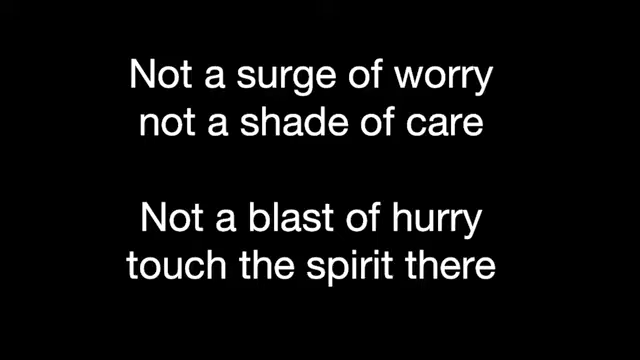 Not a surge of worry
not a shade of care
Not a blast of hurry
touch the spirit there